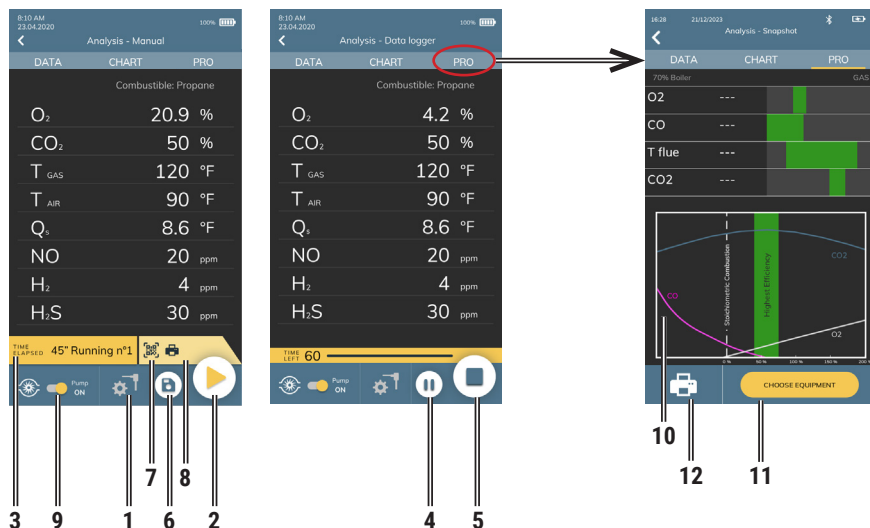 8:10 AM
23.04.2020
100%
Analysis - Manual
DATA CHART PRO
Combustible: Propane
O₂ 20.9 %
CO₂ 50 %
T GAS 120 °F
T AIR 90 °F
Qs 8.6 °F
NO 20 ppm
H₂ 4 ppm
H₂S 30 ppm
TIME ELAPSED 45" Running n°1
Pump ON
3 9 1 6 7 8 2
8:10 AM
23.04.2020
100%
Analysis - Data logger
DATA CHART PRO
Combustible: Propane
O₂ 4.2 %
CO₂ 50 %
T GAS 120 °F
T AIR 90 °F
Qs 8.6 °F
NO 20 ppm
H₂ 4 ppm
H₂S 30 ppm
TIME LEFT 60
Pump ON
4 5
16:28 21/12/2023
Analysis - Snapshot
DATA CHART PRO
70% Boiler GAS
O2 ---
CO ---
T flue ---
CO2 ---
Stoichiometric Combustion
Highest Efficiency
CO2
CO
O2
50 % 100 % 150 % 200 %
CHOOSE EQUIPMENT
10 12 11